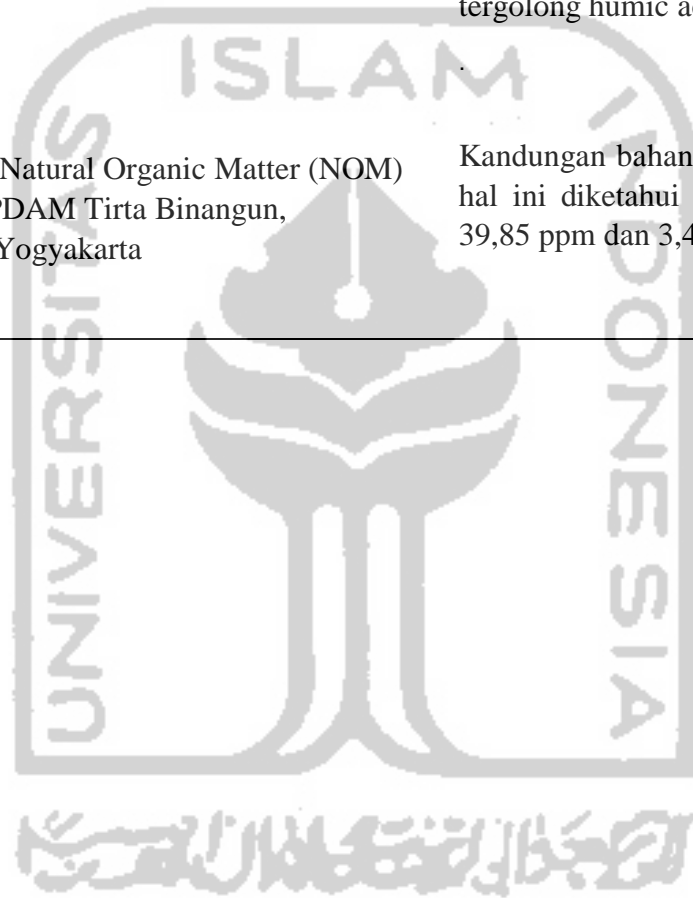 tergolong humic a
.
Natural Organic Matter (NOM)
PDAM Tirta Binangun,
Yogyakarta
Kandungan bahan
hal ini diketahui
39,85 ppm dan 3,4
ISLAM
UNIVERSITAS
INDONESIA